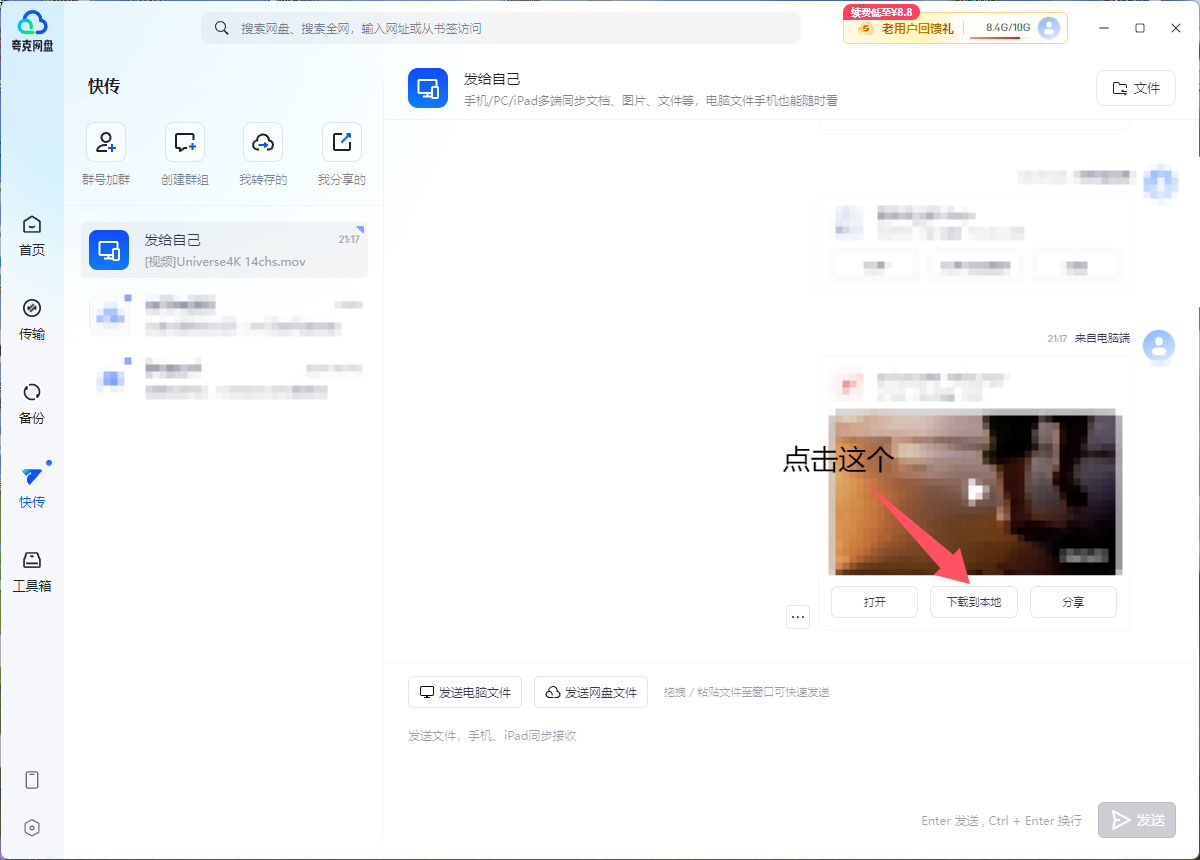 夸克网盘
搜索网盘、搜索全网，输入网址或从书签访问
续费低至¥8.8
老用户回馈礼
8.4G/10G
快传
群号加群
创建群组
我转存的
我分享的
发给自己
21:17
[视频]Universe4K 14chs.mov
首页
传输
备份
快传
工具箱
发给自己
手机/PC/iPad多端同步文档、图片、文件等，电脑文件手机也能随时看
文件
21:17 来自电脑端
点击这个
打开
下载到本地
分享
发送电脑文件
发送网盘文件
拖拽 / 粘贴文件至窗口可快速发送
发送文件，手机、iPad同步接收
Enter 发送 , Ctrl + Enter 换行
发送